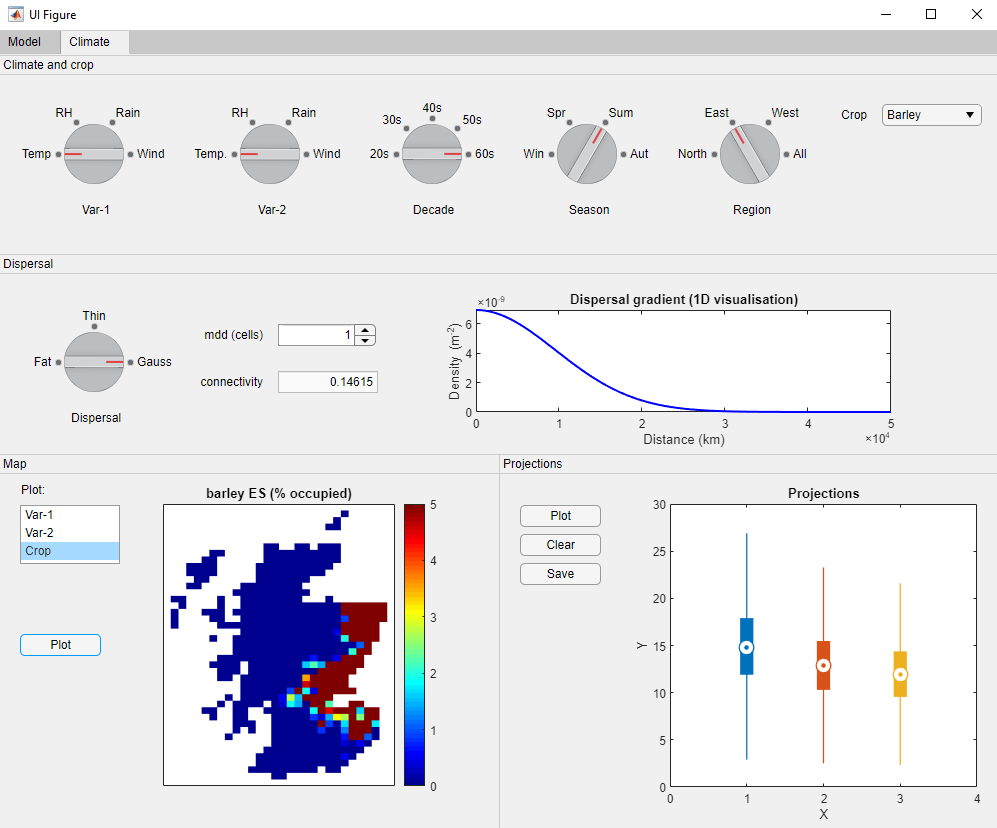 UI Figure
Model Climate
Climate and crop
RH Rain
Temp Wind
Var-1
RH Rain
Temp. Wind
Var-2
40s
30s 50s
20s 60s
Decade
Spr Sum
Win Aut
Season
East West
North All
Region
Crop Barley
Dispersal
Thin
Fat Gauss
Dispersal
mdd (cells) 1
connectivity 0.14615
Dispersal gradient (1D visualisation)
×10⁻⁹
6
4
2
0
Density (m⁻²)
0 1 2 3 4 5
×10⁴
Distance (km)
Map
Plot:
Var-1
Var-2
Crop
Plot
barley ES (% occupied)
5
4
3
2
1
0
Projections
Plot
Clear
Save
Projections
30
25
20
15
10
5
0
Y
0 1 2 3 4
X